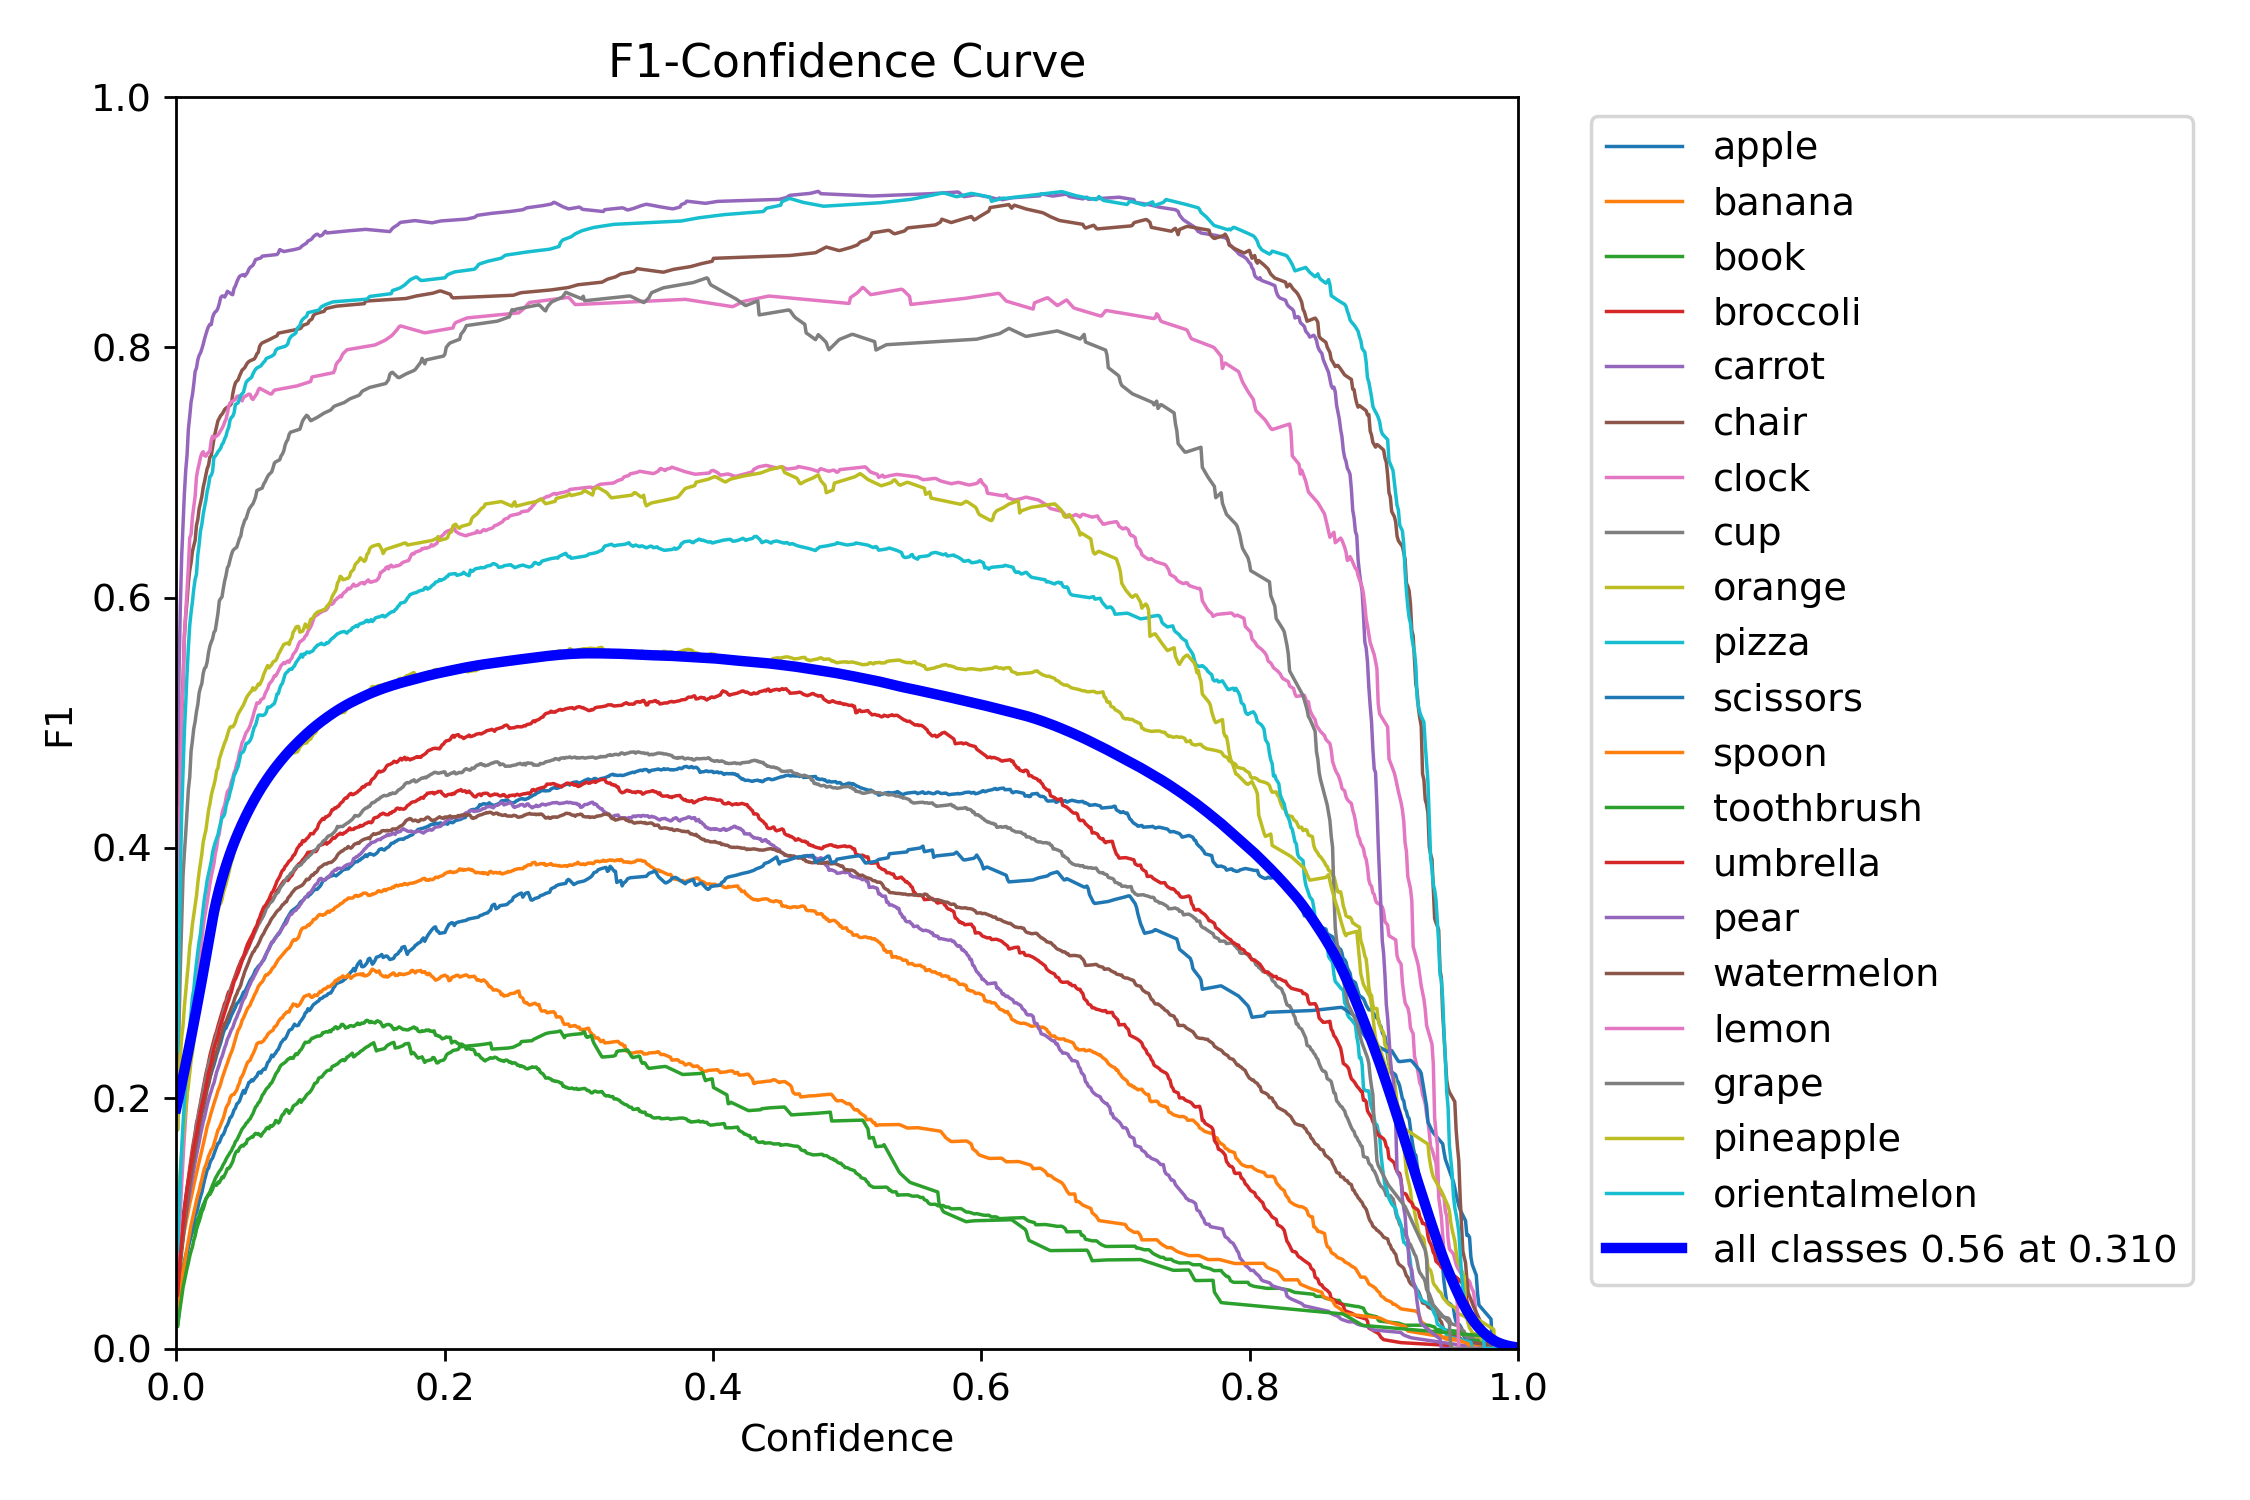 F1-Confidence Curve
1.0
0.8
0.6
0.4
0.2
0.0
F1
0.0 0.2 0.4 0.6 0.8 1.0
Confidence
apple
banana
book
broccoli
carrot
chair
clock
cup
orange
pizza
scissors
spoon
toothbrush
umbrella
pear
watermelon
lemon
grape
pineapple
orientalmelon
all classes 0.56 at 0.310